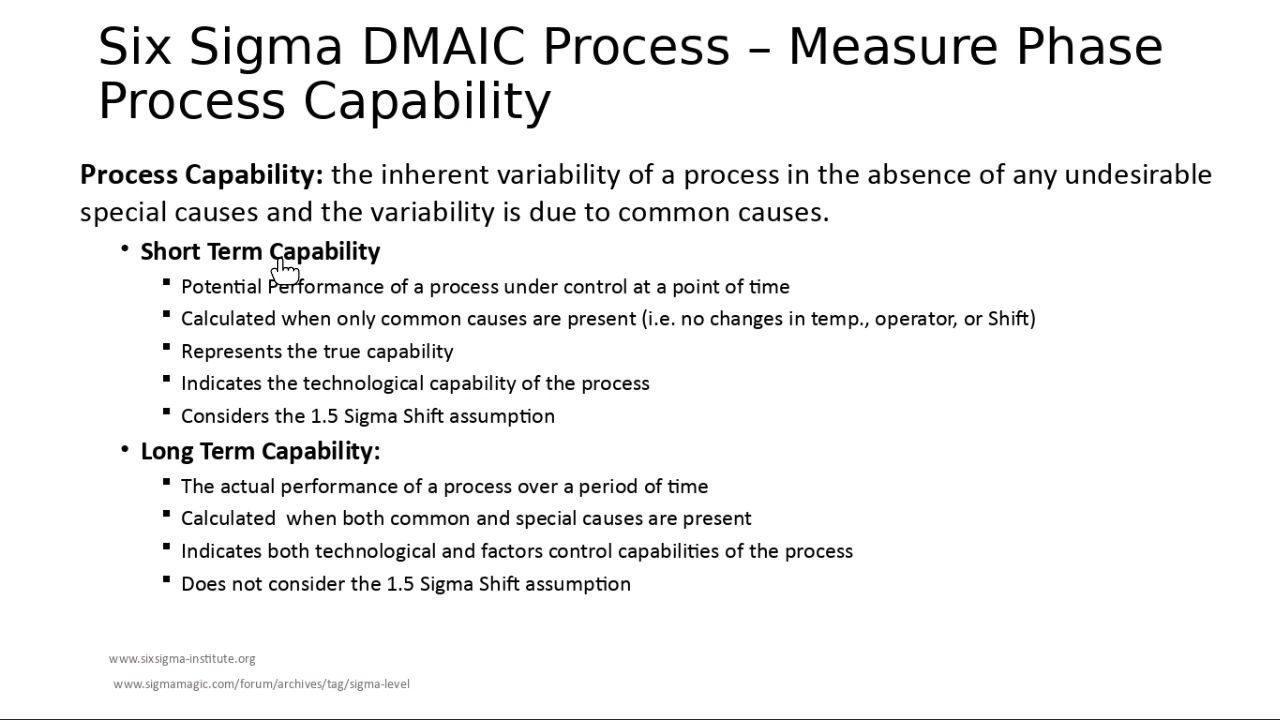 Six Sigma DMAIC Process – Measure Phase
Process Capability
Process Capability: the inherent variability of a process in the absence of any undesirable
special causes and the variability is due to common causes.
• Short Term Capability
▪ Potential Performance of a process under control at a point of time
▪ Calculated when only common causes are present (i.e. no changes in temp., operator, or Shift)
▪ Represents the true capability
▪ Indicates the technological capability of the process
▪ Considers the 1.5 Sigma Shift assumption
• Long Term Capability:
▪ The actual performance of a process over a period of time
▪ Calculated  when both common and special causes are present
▪ Indicates both technological and factors control capabilities of the process
▪ Does not consider the 1.5 Sigma Shift assumption
www.sixsigma-institute.org
www.sigmamagic.com/forum/archives/tag/sigma-level